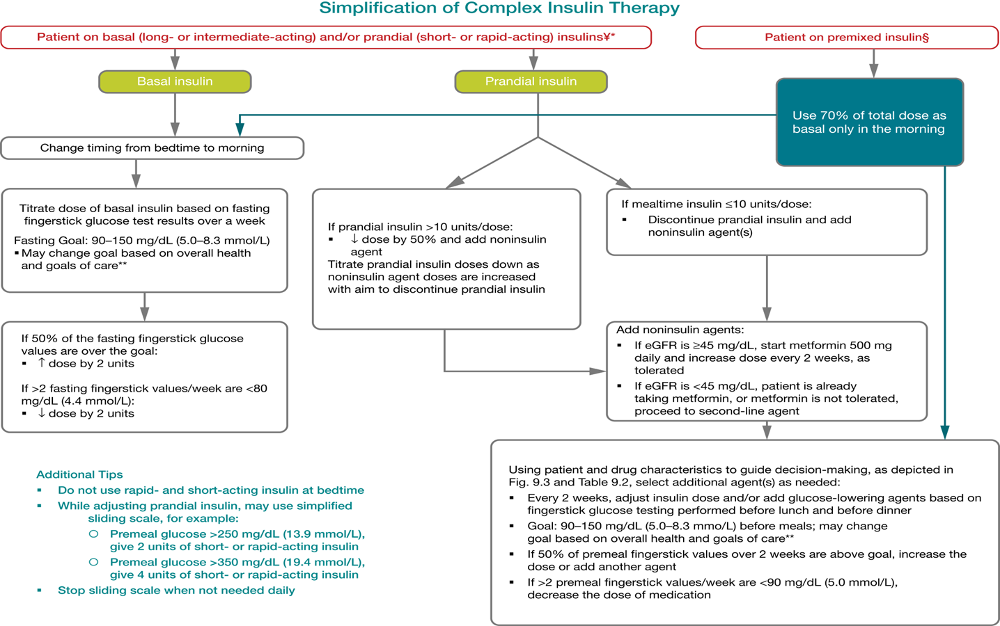 Simplification of Complex Insulin Therapy
Patient on basal (long- or intermediate-acting) and/or prandial (short- or rapid-acting) insulins¥*
Patient on premixed insulin§
Basal insulin
Prandial insulin
Use 70% of total dose as
basal only in the morning
Change timing from bedtime to morning
Titrate dose of basal insulin based on fasting
fingerstick glucose test results over a week
Fasting Goal: 90–150 mg/dL (5.0–8.3 mmol/L)
▪ May change goal based on overall health
and goals of care**
If 50% of the fasting fingerstick glucose
values are over the goal:
▪ ↑ dose by 2 units
If >2 fasting fingerstick values/week are <80
mg/dL (4.4 mmol/L):
▪ ↓ dose by 2 units
If prandial insulin >10 units/dose:
▪ ↓ dose by 50% and add noninsulin
agent
Titrate prandial insulin doses down as
noninsulin agent doses are increased
with aim to discontinue prandial insulin
If mealtime insulin ≤10 units/dose:
▪ Discontinue prandial insulin and add
noninsulin agent(s)
Add noninsulin agents:
▪ If eGFR is ≥45 mg/dL, start metformin 500 mg
daily and increase dose every 2 weeks, as
tolerated
▪ If eGFR is <45 mg/dL, patient is already
taking metformin, or metformin is not tolerated,
proceed to second-line agent
Using patient and drug characteristics to guide decision-making, as depicted in
Fig. 9.3 and Table 9.2, select additional agent(s) as needed:
▪ Every 2 weeks, adjust insulin dose and/or add glucose-lowering agents based on
fingerstick glucose testing performed before lunch and before dinner
▪ Goal: 90–150 mg/dL (5.0–8.3 mmo/L) before meals; may change
goal based on overall health and goals of care**
▪ If 50% of premeal fingerstick values over 2 weeks are above goal, increase the
dose or add another agent
▪ If >2 premeal fingerstick values/week are <90 mg/dL (5.0 mmol/L),
decrease the dose of medication
Additional Tips
▪ Do not use rapid- and short-acting insulin at bedtime
▪ While adjusting prandial insulin, may use simplified
sliding scale, for example:
○ Premeal glucose >250 mg/dL (13.9 mmol/L),
give 2 units of short- or rapid-acting insulin
○ Premeal glucose >350 mg/dL (19.4 mmol/L),
give 4 units of short- or rapid-acting insulin
▪ Stop sliding scale when not needed daily